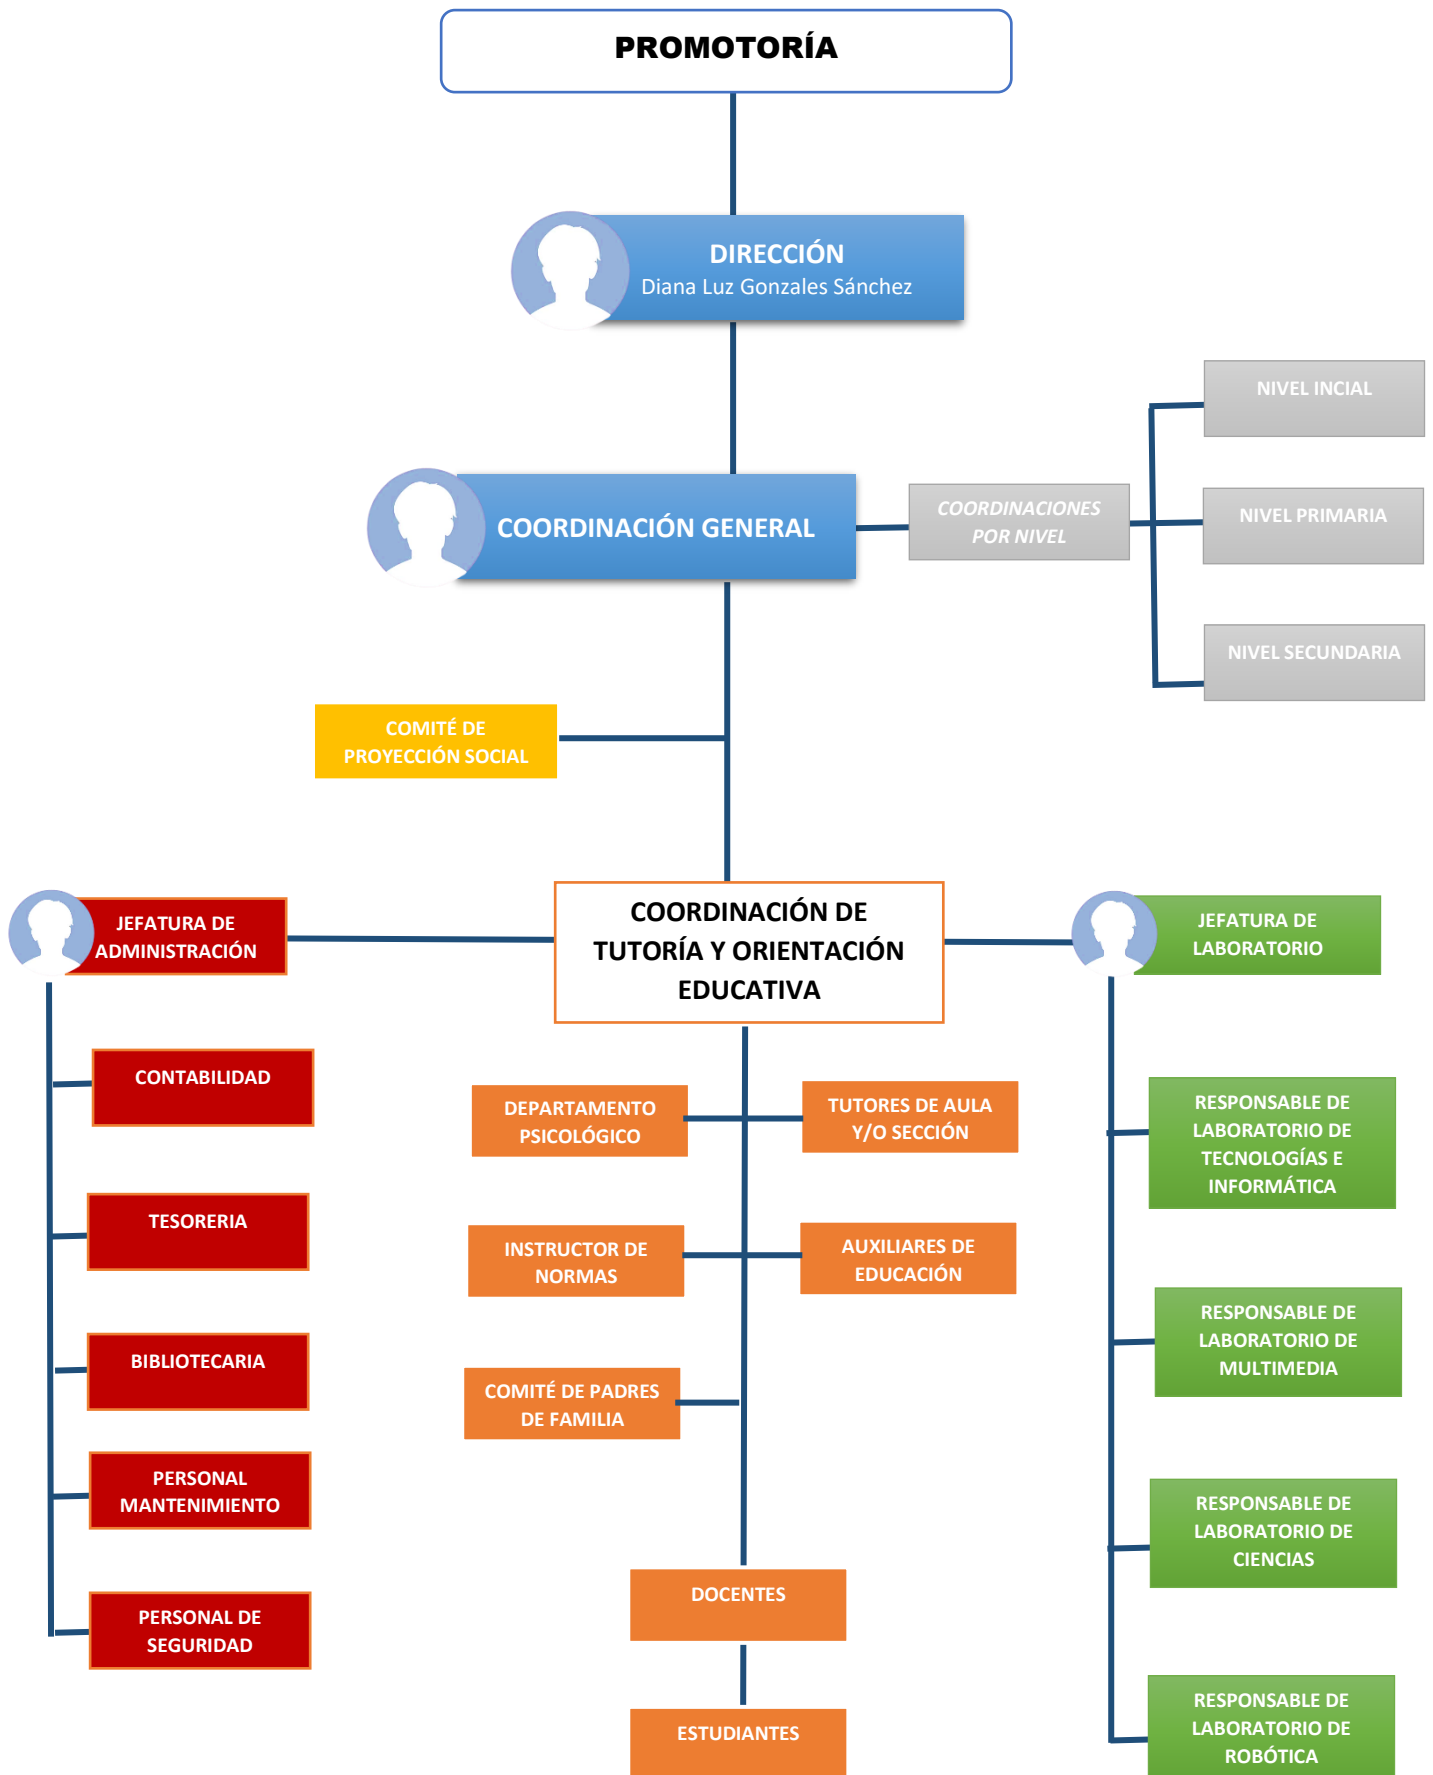 PROMOTORÍA
DIRECCIÓN
Diana Luz Gonzales Sánchez
NIVEL INCIAL
COORDINACIÓN GENERAL
COORDINACIONES
POR NIVEL
NIVEL PRIMARIA
NIVEL SECUNDARIA
COMITÉ DE
PROYECCIÓN SOCIAL
JEFATURA DE
ADMINISTRACIÓN
COORDINACIÓN DE
TUTORÍA Y ORIENTACIÓN
EDUCATIVA
JEFATURA DE
LABORATORIO
CONTABILIDAD
TESORERIA
BIBLIOTECARIA
PERSONAL
MANTENIMIENTO
PERSONAL DE
SEGURIDAD
DEPARTAMENTO
PSICOLÓGICO
TUTORES DE AULA
Y/O SECCIÓN
INSTRUCTOR DE
NORMAS
AUXILIARES DE
EDUCACIÓN
COMITÉ DE PADRES
DE FAMILIA
DOCENTES
ESTUDIANTES
RESPONSABLE DE
LABORATORIO DE
TECNOLOGÍAS E
INFORMÁTICA
RESPONSABLE DE
LABORATORIO DE
MULTIMEDIA
RESPONSABLE DE
LABORATORIO DE
CIENCIAS
RESPONSABLE DE
LABORATORIO DE
ROBÓTICA